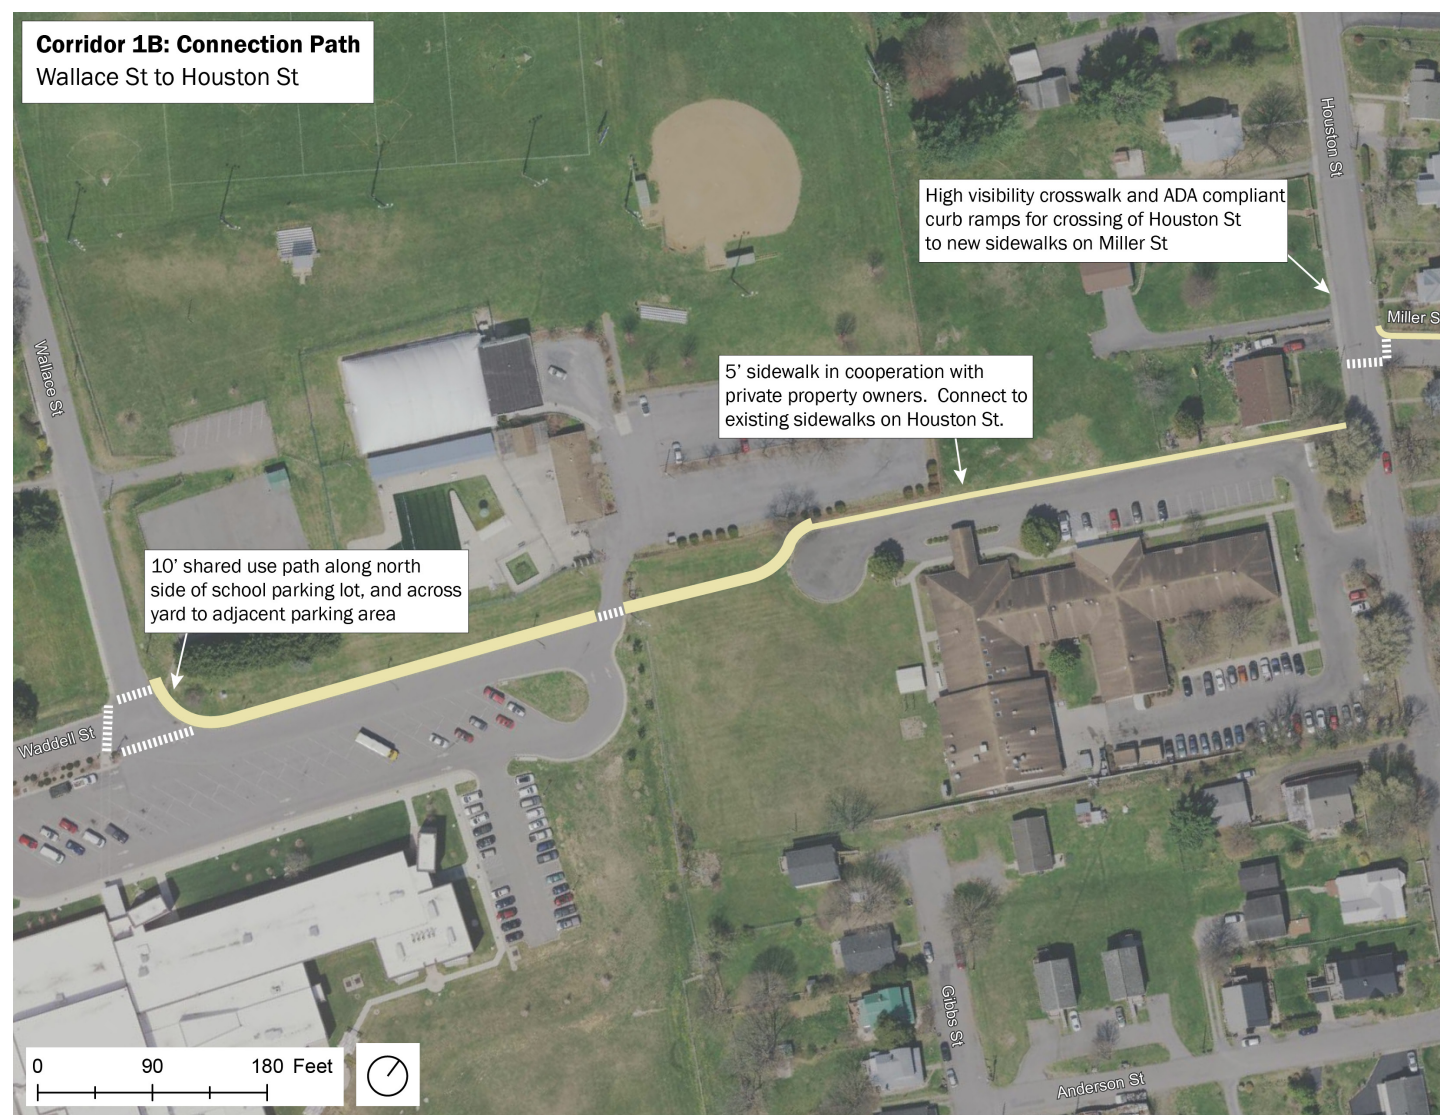 Corridor 1B: Connection Path
Wallace St to Houston St
Houston St
High visibility crosswalk and ADA compliant
curb ramps for crossing of Houston St
to new sidewalks on Miller St
Miller S
Wallace St
5’ sidewalk in cooperation with
private property owners.  Connect to
existing sidewalks on Houston St.
10’ shared use path along north
side of school parking lot, and across
yard to adjacent parking area
Waddell St
Gibbs St
Anderson St
0 90 180 Feet